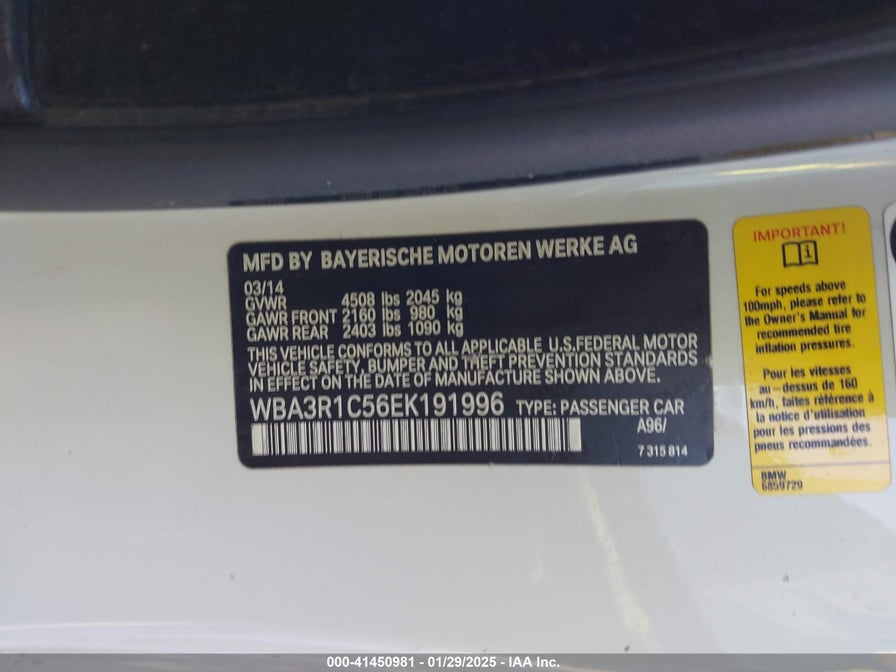 MFD BY BAYERISCHE MOTOREN WERKE AG
03/14
GVWR 4508 lbs 2045 kg
GAWR FRONT 2160 lbs 980 kg
GAWR REAR 2403 lbs 1090 kg
THIS VEHICLE CONFORMS TO ALL APPLICABLE U.S.FEDERAL MOTOR
VEHICLE SAFETY, BUMPER AND THEFT PREVENTION STANDARDS
IN EFFECT ON THE DATE OF MANUFACTURE SHOWN ABOVE.
WBA3R1C56EK191996 TYPE: PASSENGER CAR
A96/
7 315 814
IMPORTANT!
For speeds above
100mph, please refer to
the Owner's Manual for
recommended tire
inflation pressures.
Pour les vitesses
au-dessus de 160
km/h, faites référence à
la notice d'utilisation
pour les pressions des
pneus recommandées.
BMW
6859729
000-41450981 - 01/29/2025 - IAA Inc.